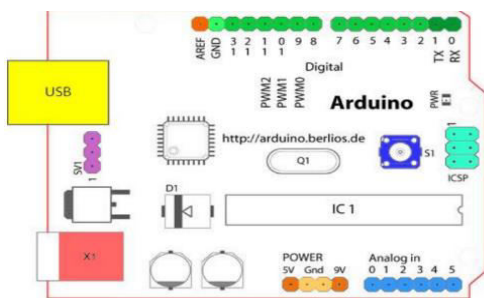 AREF GND 13 12 11 10 9 8 7 6 5 4 3 2 1 0
TX RX
Digital
USB
PWM2 PWM1 PWM0
Arduino
PWR
http://arduino.berlios.de
SV1
1
Q1
S1
1
ICSP
D1
IC 1
X1
POWER
5V Gnd 9V
Analog in
0 1 2 3 4 5